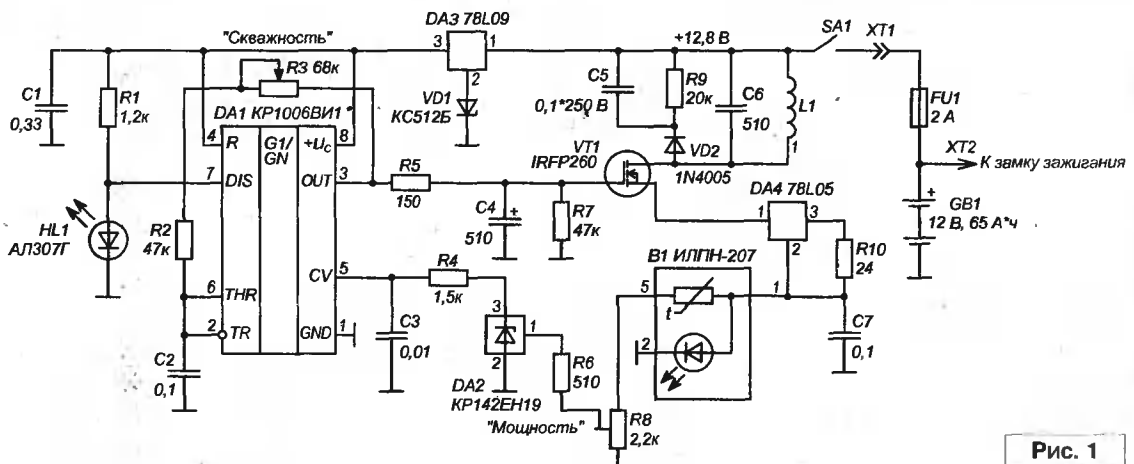 "Скважность"
DA3 78L09
3
1
2
+12,8 В
SA1
XT1
R3 68к
C1
0,33
R1
1,2к
DA1 КР1006ВИ1
VD1
КС512Б
C5
0,1*250 В
R9
20к
C6
510
L1
1
FU1
2 А
4
R
G1/
GN
+Uc
8
7
DIS
OUT
3
R5
150
VT1
IRFP260
VD2
1N4005
XT2
К замку зажигания
HL1
АЛ307Г
R2
47к
C4
+
510
R7
47к
DA4 78L05
1
3
2
+
GB1
12 В, 65 А*ч
CV
5
R4
1,5к
B1 ИЛПН-207
R10
24
6
THR
5
t
1
2
TR
GND
1
C3
0,01
3
1
2
2
C7
0,1
C2
0,1
DA2
КР142ЕН19
R6
510
"Мощность"
R8
2,2к
Рис. 1